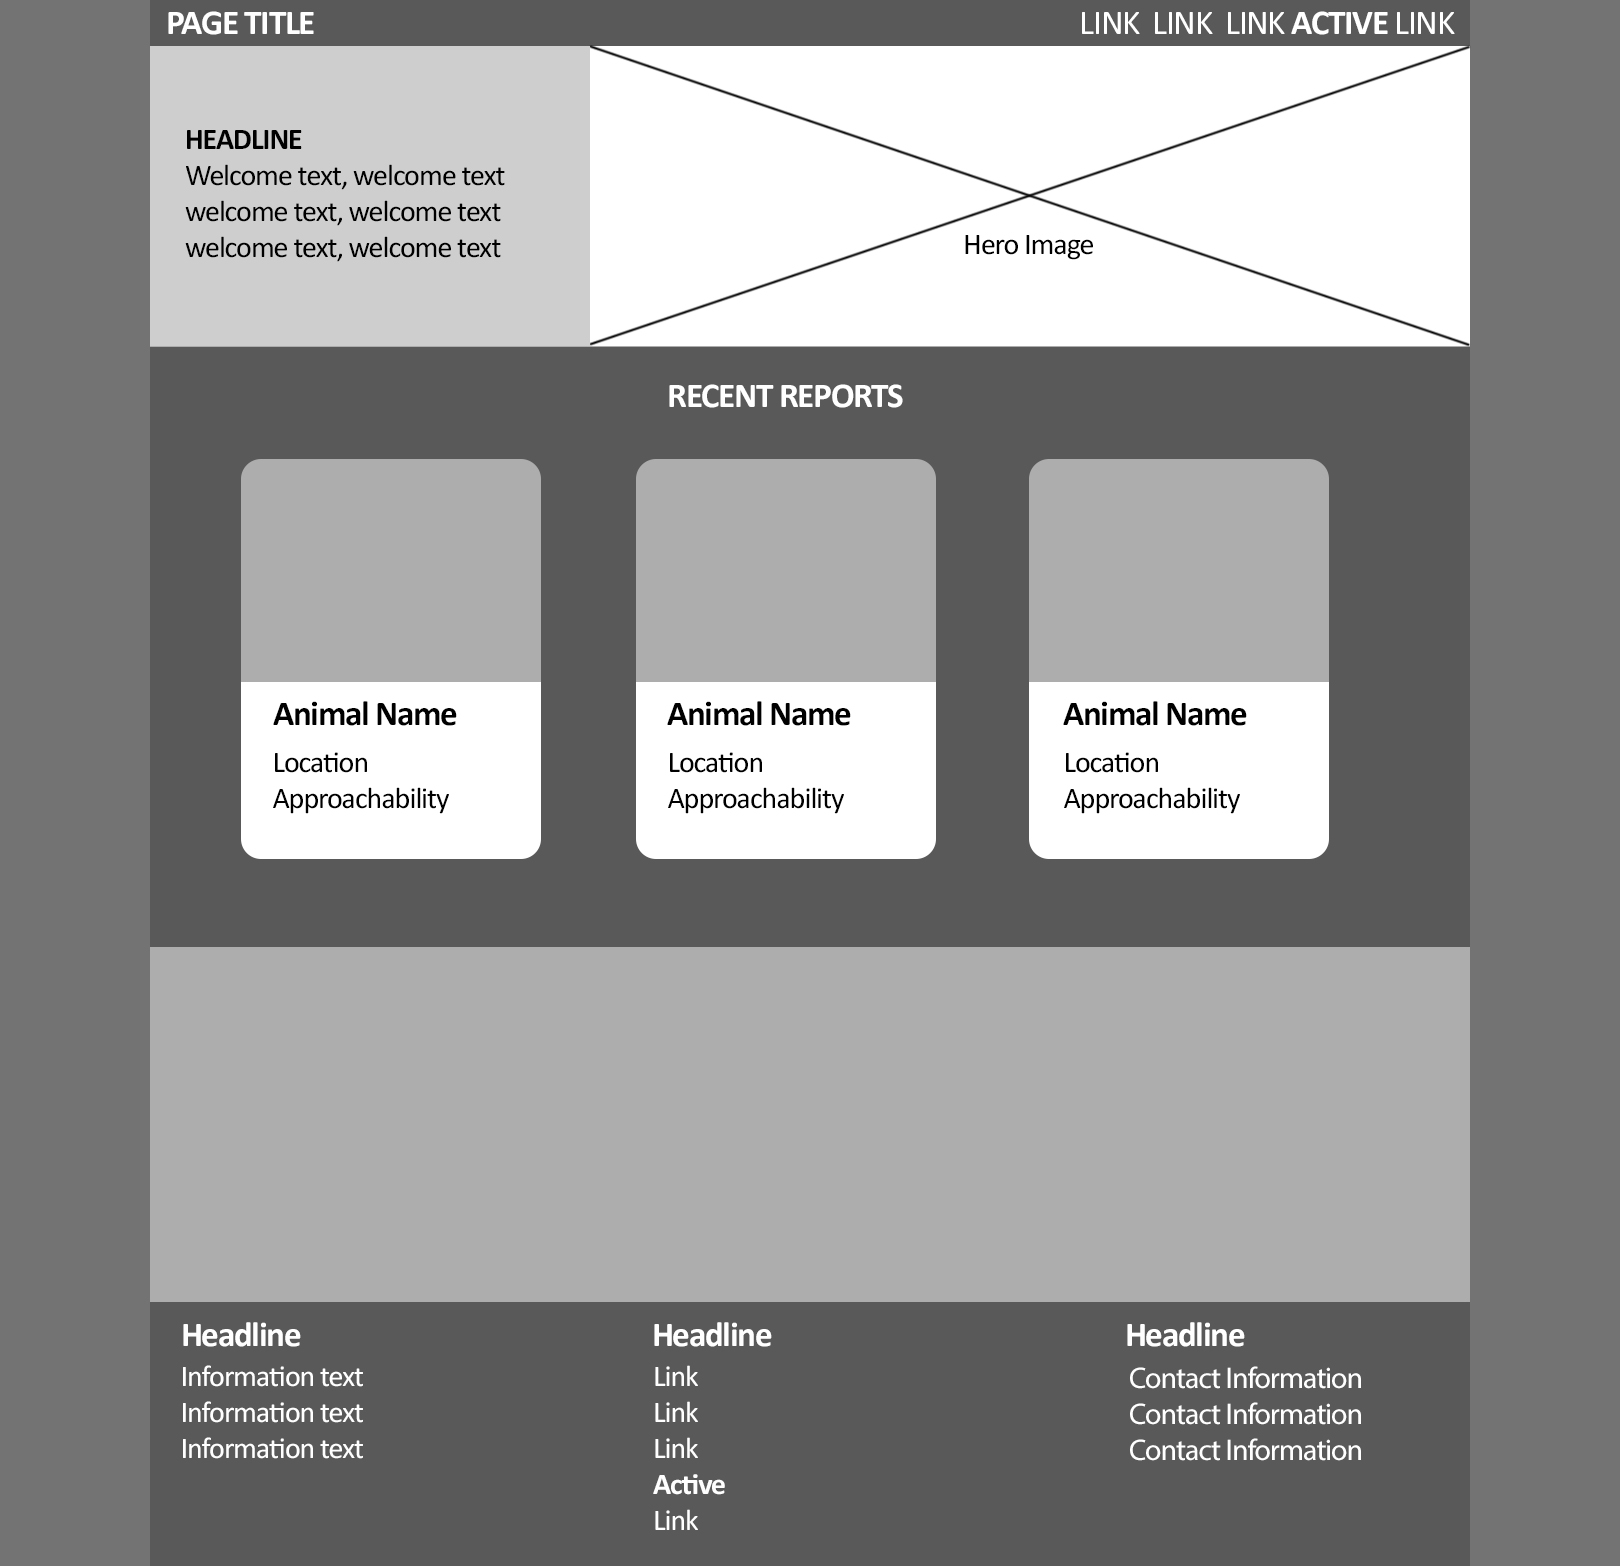 PAGE TITLE
LINK LINK LINK ACTIVE LINK
HEADLINE
Welcome text, welcome text
welcome text, welcome text
welcome text, welcome text
Hero Image
RECENT REPORTS
Animal Name
Location
Approachability
Animal Name
Location
Approachability
Animal Name
Location
Approachability
Headline
Information text
Information text
Information text
Headline
Link
Link
Link
Active
Link
Headline
Contact Information
Contact Information
Contact Information